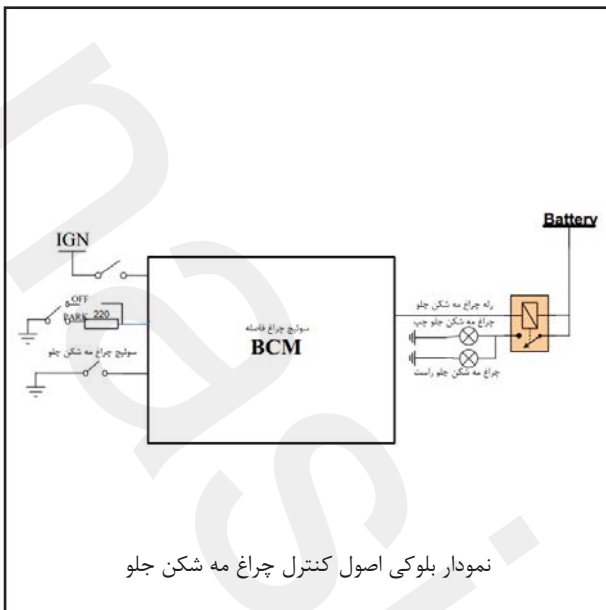 Battery
IGN
OFF
PARK 220
سوئیچ چراغ مه شکن جلو
سوئیچ چراغ فاصله
BCM
رله چراغ مه شکن جلو
چراغ مه شکن جلو چپ
چراغ مه شکن جلو راست
نمودار بلوکی اصول کنترل چراغ مه شکن جلو